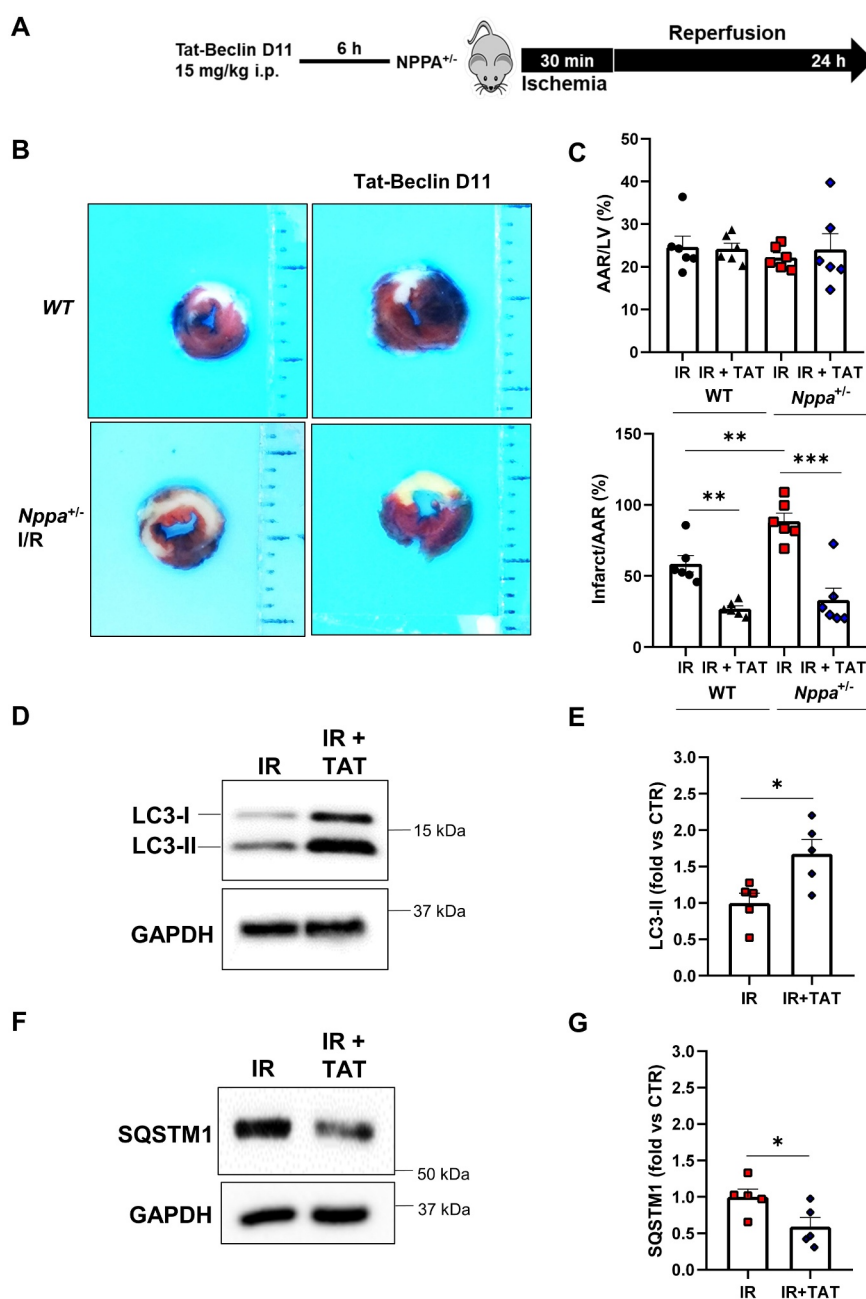 A
Tat-Beclin D11
15 mg/kg i.p.
6 h
NPPA+/-
30 min
Ischemia
Reperfusion
24 h
B
Tat-Beclin D11
WT
Nppa+/-
I/R
C
AAR/LV (%)
50
40
30
20
10
0
IR IR + TAT IR IR + TAT
WT Nppa+/-
Infarct/AAR (%)
150
100
50
0
**
**
***
IR IR + TAT IR IR + TAT
WT Nppa+/-
D
IR IR +
TAT
LC3-I
LC3-II
15 kDa
GAPDH
37 kDa
E
LC3-II (fold vs CTR)
3.0
2.5
2.0
1.5
1.0
0.5
0.0
*
IR IR+TAT
F
IR IR +
TAT
SQSTM1
50 kDa
GAPDH
37 kDa
G
SQSTM1 (fold vs CTR)
3.0
2.5
2.0
1.5
1.0
0.5
0.0
*
IR IR+TAT